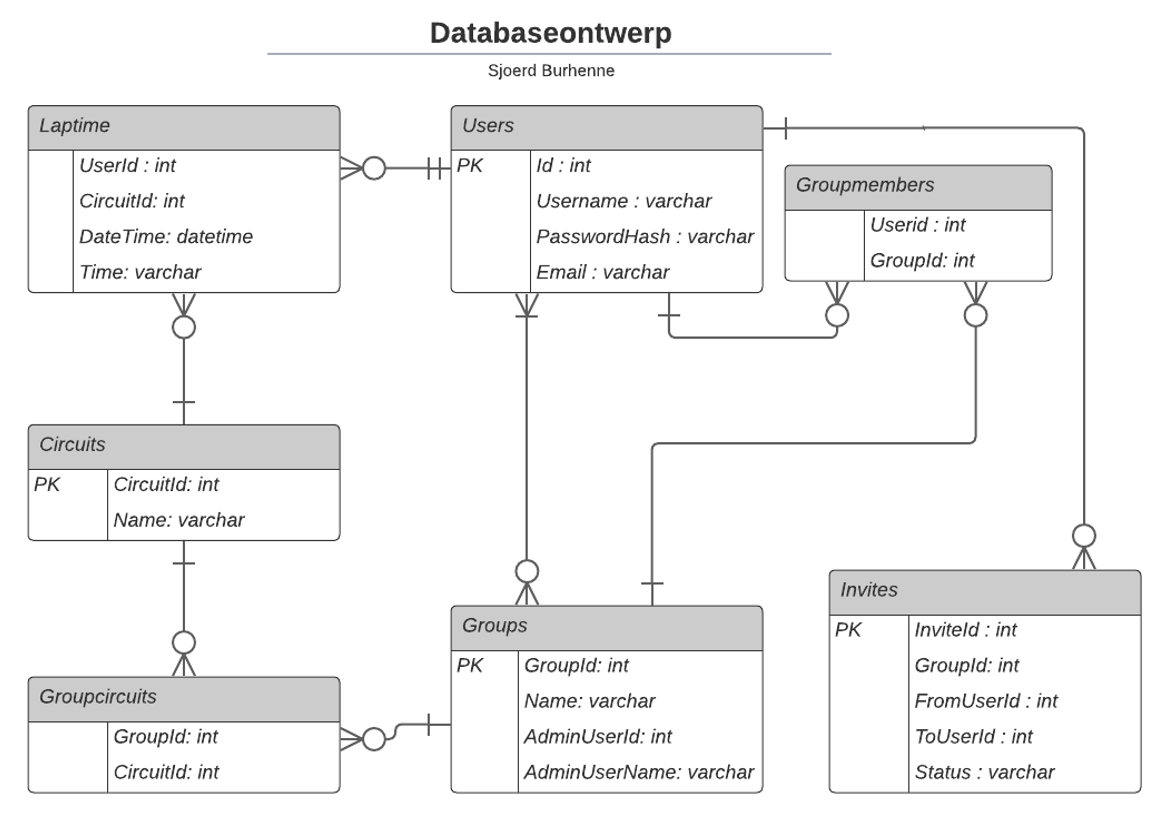 Databaseontwerp
Sjoerd Burhenne
Laptime
UserId : int
CircuitId: int
DateTime: datetime
Time: varchar
Users
PK Id : int
Username : varchar
PasswordHash : varchar
Email : varchar
Groupmembers
Userid : int
GroupId: int
Circuits
PK CircuitId: int
Name: varchar
Groupcircuits
GroupId: int
CircuitId: int
Groups
PK GroupId: int
Name: varchar
AdminUserId: int
AdminUserName: varchar
Invites
PK InviteId : int
GroupId: int
FromUserId : int
ToUserId : int
Status : varchar